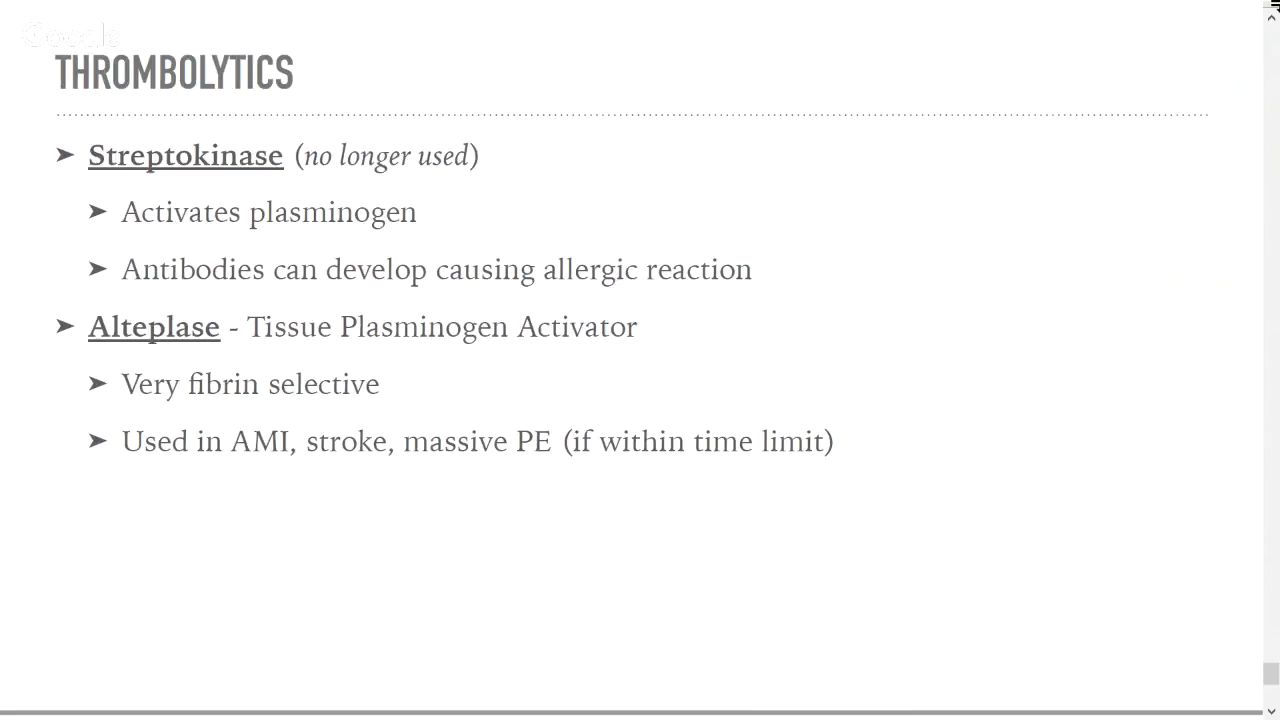 THROMBOLYTICS
➤ Streptokinase (no longer used)
➤ Activates plasminogen
➤ Antibodies can develop causing allergic reaction
➤ Alteplase - Tissue Plasminogen Activator
➤ Very fibrin selective
➤ Used in AMI, stroke, massive PE (if within time limit)